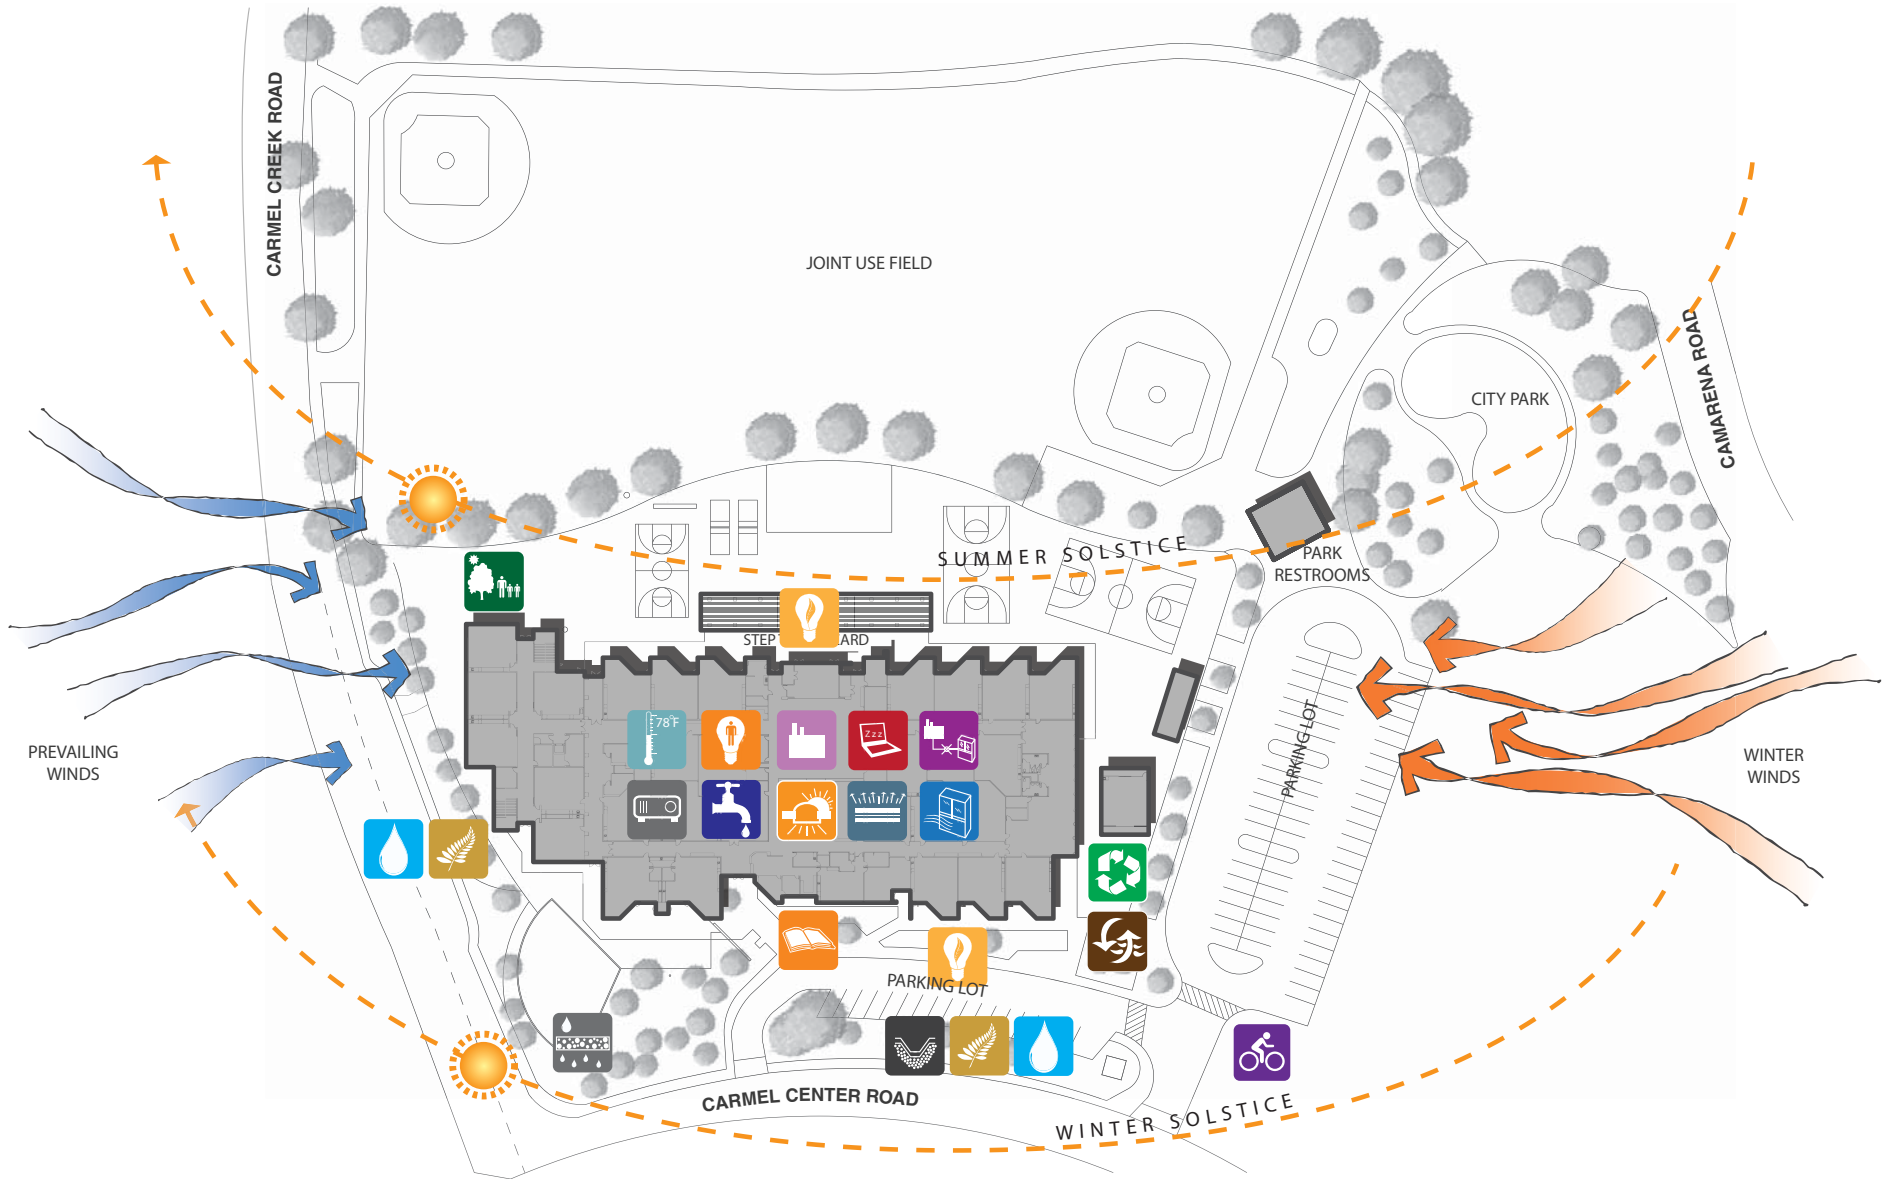 CARMEL CREEK ROAD
JOINT USE FIELD
CAMARENA ROAD
CITY PARK
SUMMER SOLSTICE
PARK
RESTROOMS
STEP
ARD
78°F
Zzz
PARKING LOT
PREVAILING
WINDS
WINTER
WINDS
PARKING LOT
CARMEL CENTER ROAD
WINTER SOLSTICE